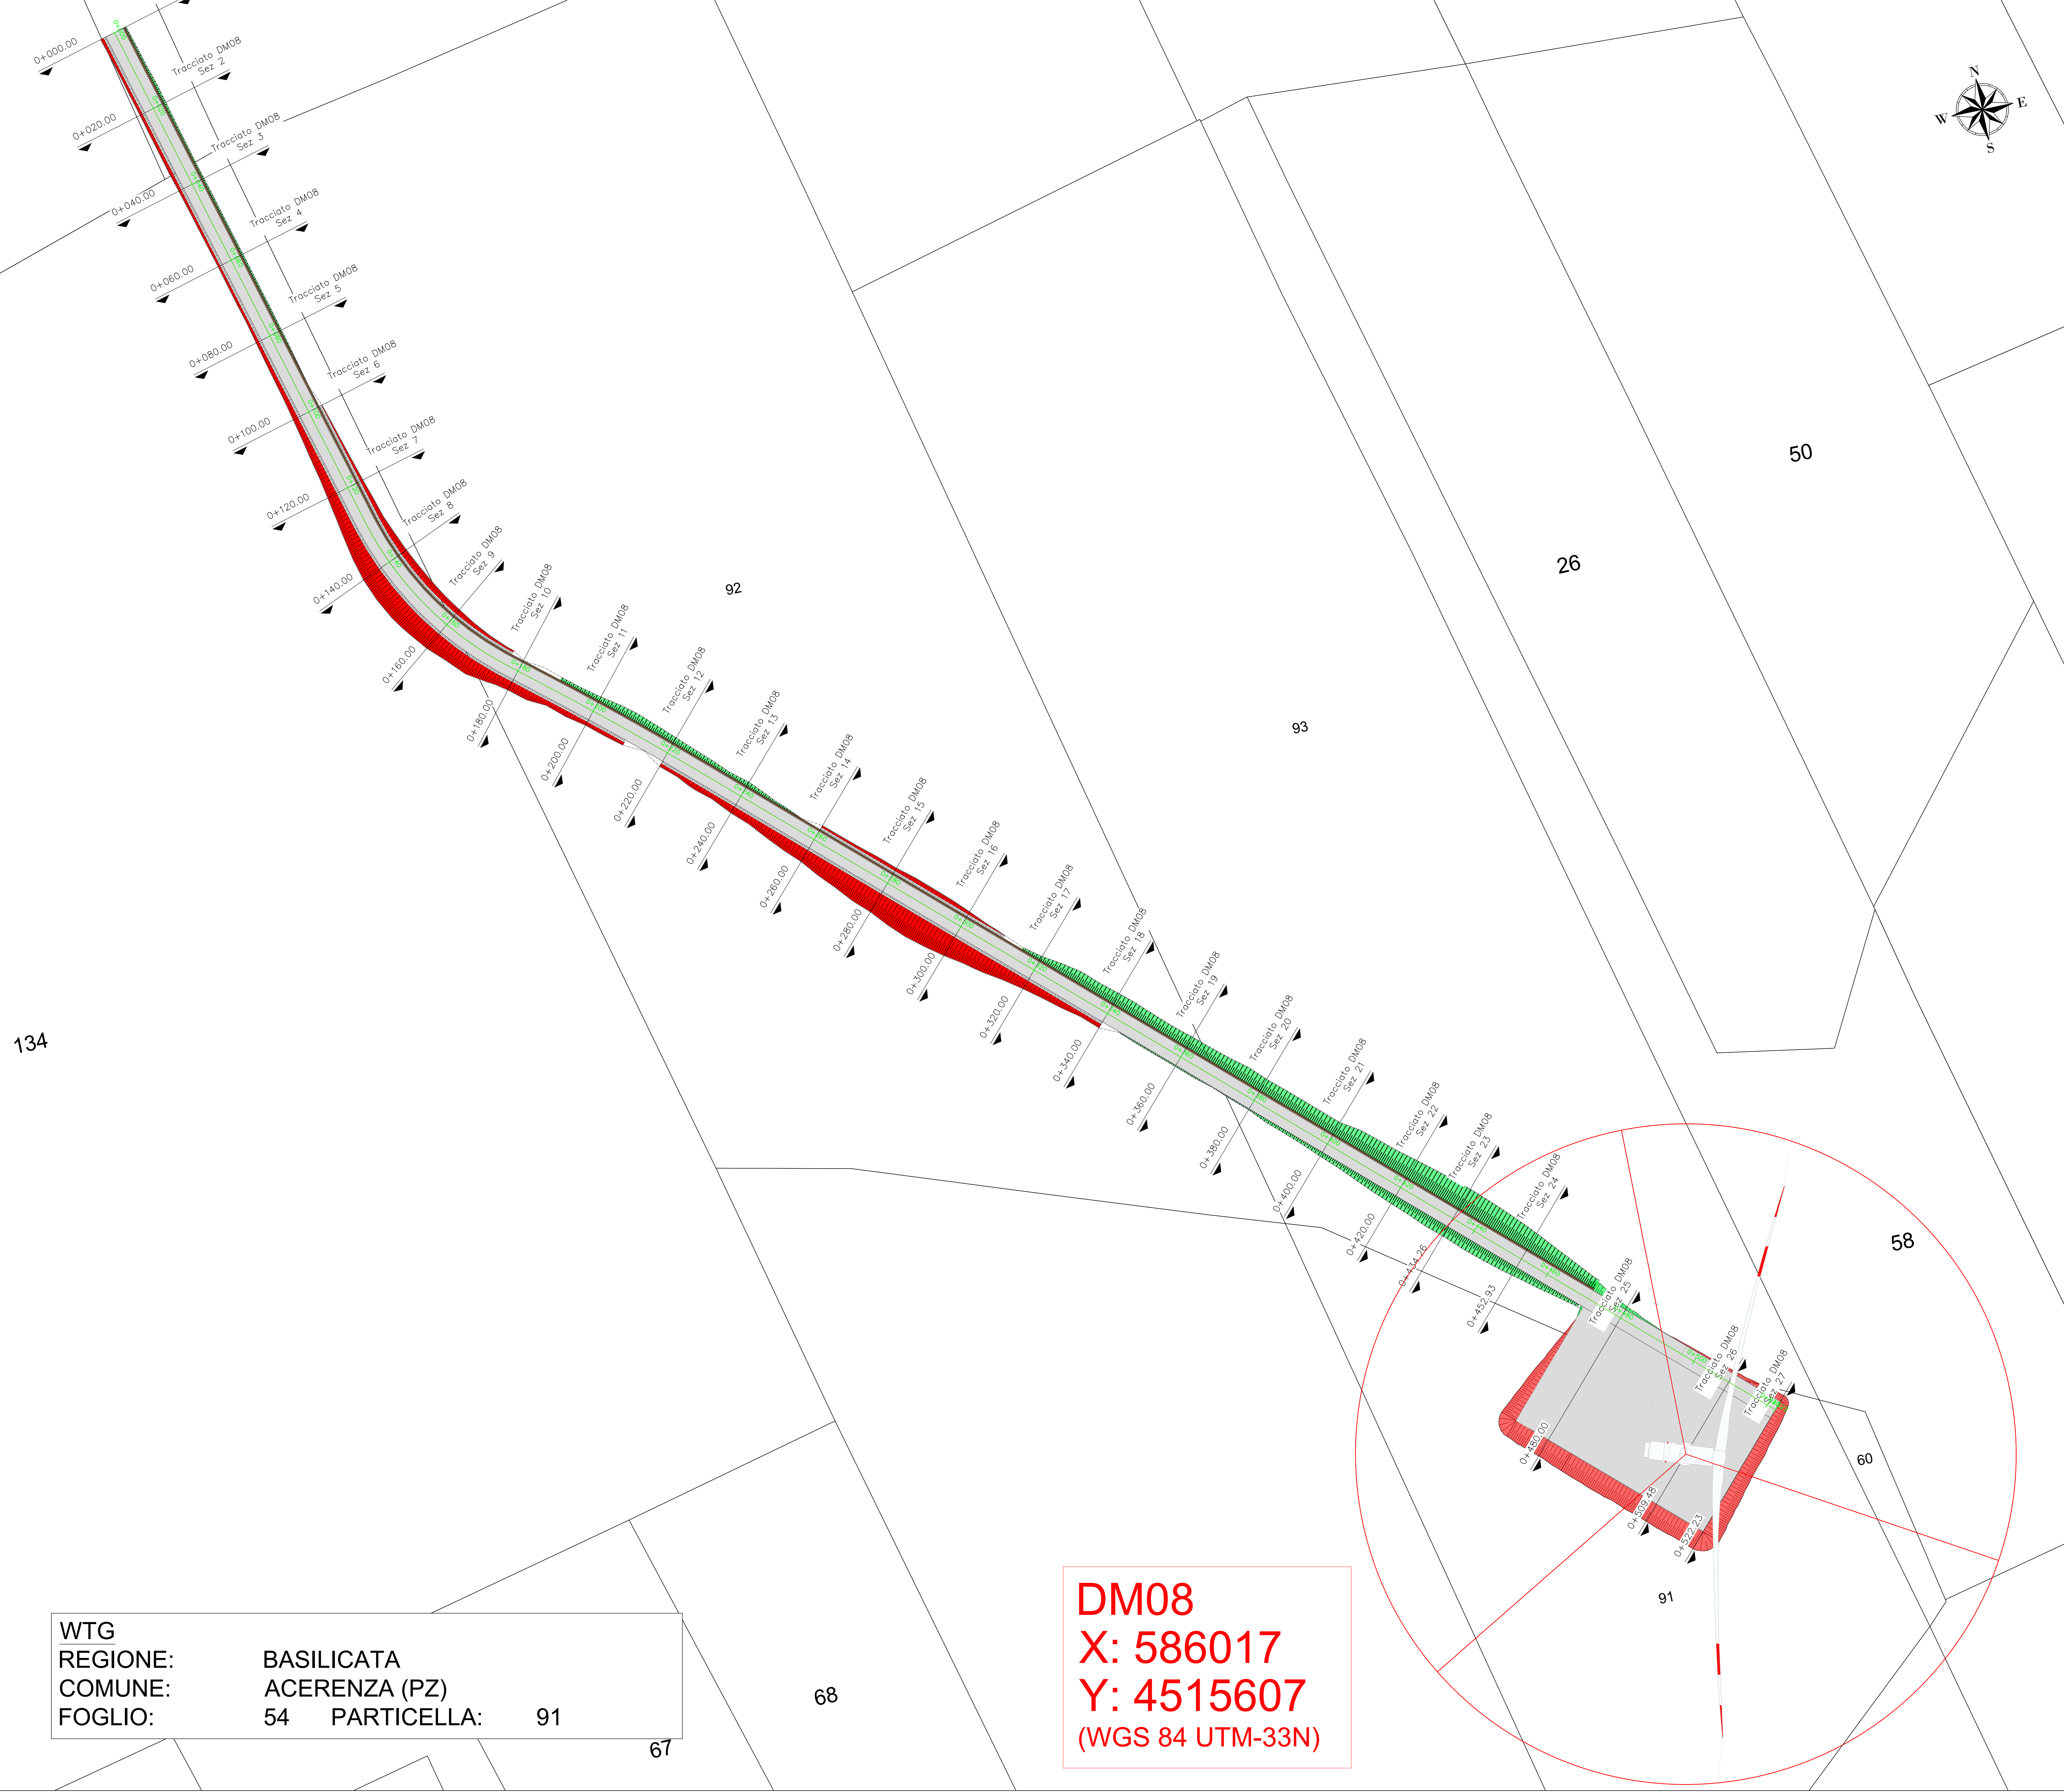 N
W
E
S
0+000.00
Tracciato DM08
Sez 2
0+020.00
Tracciato DM08
Sez 3
0+040.00
Tracciato DM08
Sez 4
0+060.00
Tracciato DM08
Sez 5
0+080.00
Tracciato DM08
Sez 6
0+100.00
Tracciato DM08
Sez 7
0+120.00
Tracciato DM08
Sez 8
0+140.00
Tracciato DM08
Sez 9
0+160.00
Tracciato DM08
Sez 10
0+180.00
Tracciato DM08
Sez 11
0+200.00
Tracciato DM08
Sez 12
0+220.00
Tracciato DM08
Sez 13
0+240.00
Tracciato DM08
Sez 14
0+260.00
Tracciato DM08
Sez 15
0+280.00
Tracciato DM08
Sez 16
0+300.00
Tracciato DM08
Sez 17
0+320.00
Tracciato DM08
Sez 18
0+340.00
Tracciato DM08
Sez 19
0+360.00
Tracciato DM08
Sez 20
0+380.00
Tracciato DM08
Sez 21
0+400.00
Tracciato DM08
Sez 22
0+420.00
Tracciato DM08
Sez 23
0+434.26
Tracciato DM08
Sez 24
0+452.93
Tracciato DM08
Sez 25
0+480.00
Tracciato DM08
Sez 26
0+509.48
Tracciato DM08
Sez 27
0+522.23
50
26
92
93
134
58
60
91
68
67
WTG
REGIONE: BASILICATA
COMUNE: ACERENZA (PZ)
FOGLIO: 54 PARTICELLA: 91
DM08
X: 586017
Y: 4515607
(WGS 84 UTM-33N)